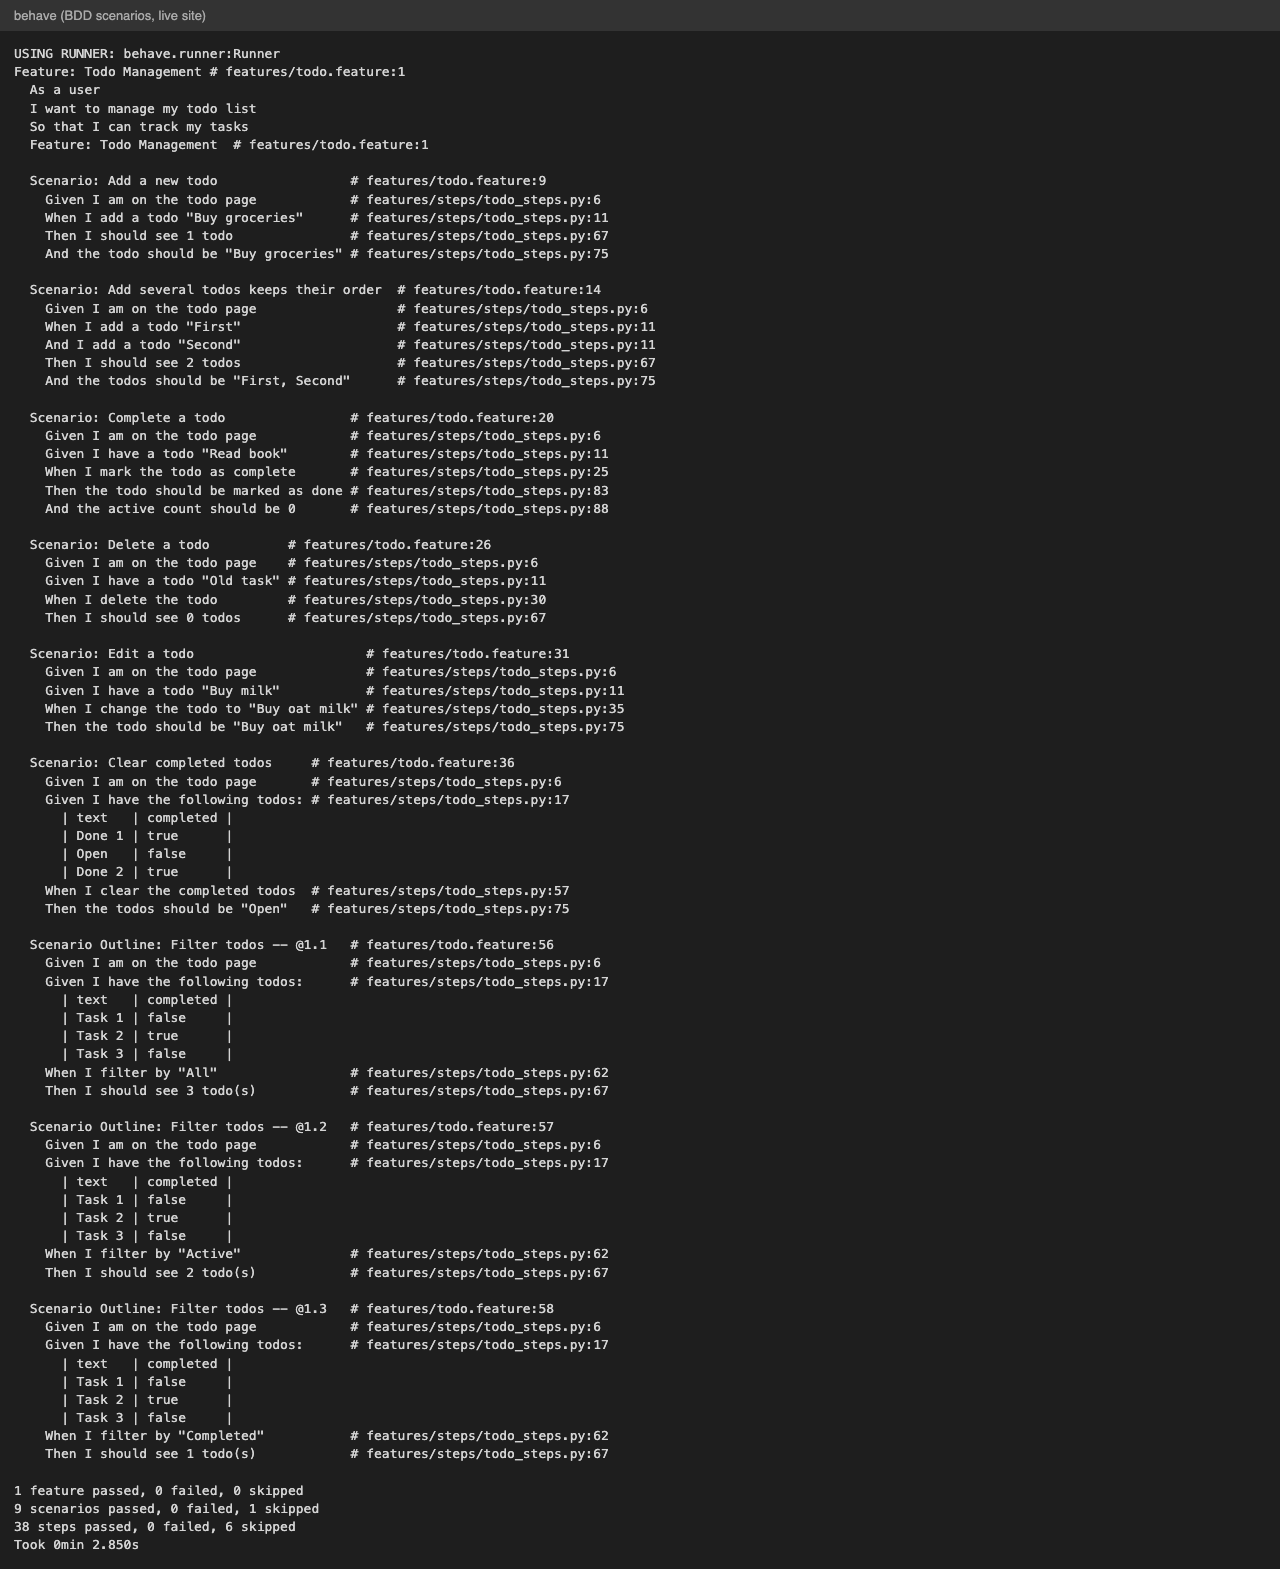 behave (BDD scenarios, live site)
USING RUNNER: behave.runner:Runner
Feature: Todo Management # features/todo.feature:1
  As a user
  I want to manage my todo list
  So that I can track my tasks
  Feature: Todo Management  # features/todo.feature:1

  Scenario: Add a new todo                 # features/todo.feature:9
    Given I am on the todo page            # features/steps/todo_steps.py:6
    When I add a todo "Buy groceries"      # features/steps/todo_steps.py:11
    Then I should see 1 todo               # features/steps/todo_steps.py:67
    And the todo should be "Buy groceries" # features/steps/todo_steps.py:75

  Scenario: Add several todos keeps their order  # features/todo.feature:14
    Given I am on the todo page                  # features/steps/todo_steps.py:6
    When I add a todo "First"                    # features/steps/todo_steps.py:11
    And I add a todo "Second"                    # features/steps/todo_steps.py:11
    Then I should see 2 todos                    # features/steps/todo_steps.py:67
    And the todos should be "First, Second"      # features/steps/todo_steps.py:75

  Scenario: Complete a todo                # features/todo.feature:20
    Given I am on the todo page            # features/steps/todo_steps.py:6
    Given I have a todo "Read book"        # features/steps/todo_steps.py:11
    When I mark the todo as complete       # features/steps/todo_steps.py:25
    Then the todo should be marked as done # features/steps/todo_steps.py:83
    And the active count should be 0       # features/steps/todo_steps.py:88

  Scenario: Delete a todo          # features/todo.feature:26
    Given I am on the todo page    # features/steps/todo_steps.py:6
    Given I have a todo "Old task" # features/steps/todo_steps.py:11
    When I delete the todo         # features/steps/todo_steps.py:30
    Then I should see 0 todos      # features/steps/todo_steps.py:67

  Scenario: Edit a todo                      # features/todo.feature:31
    Given I am on the todo page              # features/steps/todo_steps.py:6
    Given I have a todo "Buy milk"           # features/steps/todo_steps.py:11
    When I change the todo to "Buy oat milk" # features/steps/todo_steps.py:35
    Then the todo should be "Buy oat milk"   # features/steps/todo_steps.py:75

  Scenario: Clear completed todos     # features/todo.feature:36
    Given I am on the todo page       # features/steps/todo_steps.py:6
    Given I have the following todos: # features/steps/todo_steps.py:17
      | text   | completed |
      | Done 1 | true      |
      | Open   | false     |
      | Done 2 | true      |
    When I clear the completed todos  # features/steps/todo_steps.py:57
    Then the todos should be "Open"   # features/steps/todo_steps.py:75

  Scenario Outline: Filter todos -- @1.1   # features/todo.feature:56
    Given I am on the todo page            # features/steps/todo_steps.py:6
    Given I have the following todos:      # features/steps/todo_steps.py:17
      | text   | completed |
      | Task 1 | false     |
      | Task 2 | true      |
      | Task 3 | false     |
    When I filter by "All"                 # features/steps/todo_steps.py:62
    Then I should see 3 todo(s)            # features/steps/todo_steps.py:67

  Scenario Outline: Filter todos -- @1.2   # features/todo.feature:57
    Given I am on the todo page            # features/steps/todo_steps.py:6
    Given I have the following todos:      # features/steps/todo_steps.py:17
      | text   | completed |
      | Task 1 | false     |
      | Task 2 | true      |
      | Task 3 | false     |
    When I filter by "Active"              # features/steps/todo_steps.py:62
    Then I should see 2 todo(s)            # features/steps/todo_steps.py:67

  Scenario Outline: Filter todos -- @1.3   # features/todo.feature:58
    Given I am on the todo page            # features/steps/todo_steps.py:6
    Given I have the following todos:      # features/steps/todo_steps.py:17
      | text   | completed |
      | Task 1 | false     |
      | Task 2 | true      |
      | Task 3 | false     |
    When I filter by "Completed"           # features/steps/todo_steps.py:62
    Then I should see 1 todo(s)            # features/steps/todo_steps.py:67

1 feature passed, 0 failed, 0 skipped
9 scenarios passed, 0 failed, 1 skipped
38 steps passed, 0 failed, 6 skipped
Took 0min 2.850s